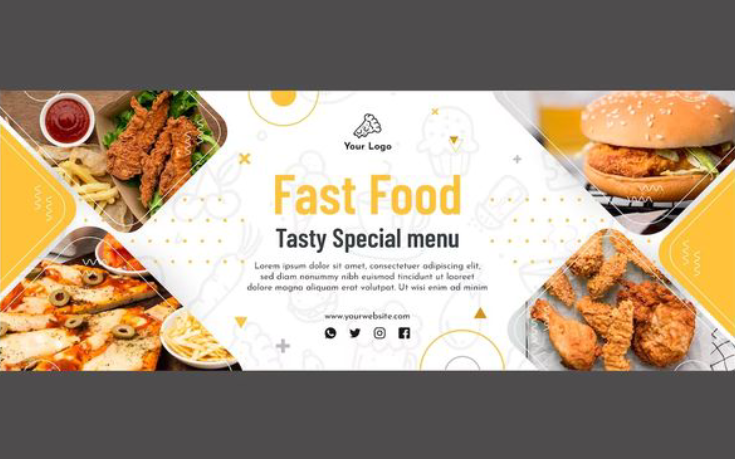 Your Logo
Fast Food
Tasty Special menu
Lorem ipsum dolor sit amet, consectetuer adipiscing elit,
sed diam nonummy nibh euismod tincidunt ut laoreet
dolore magna aliquam erat volutpat. Ut wisi enim ad minim
www.yourwebsite.com